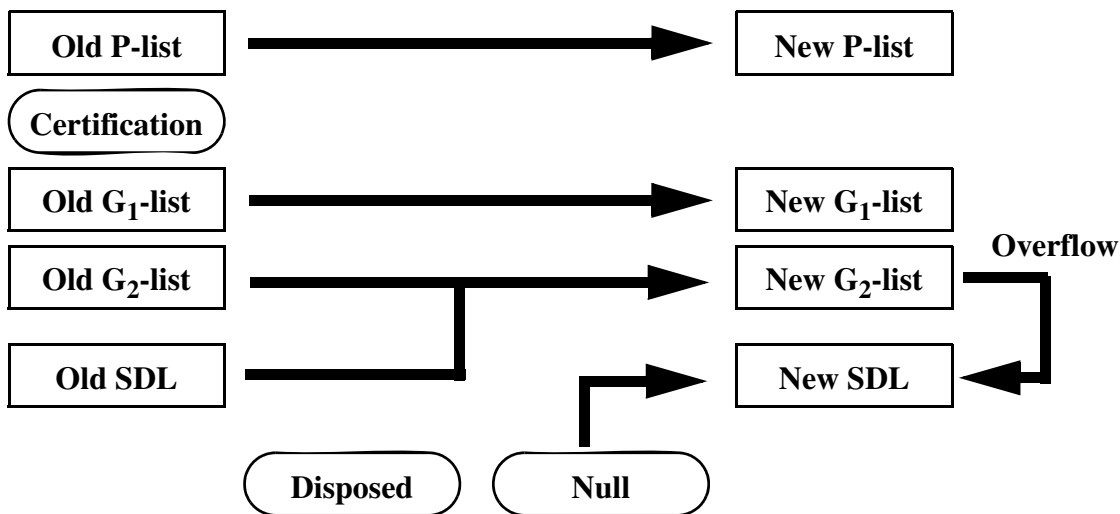 Old P-list New P-list
Certification
Old G1-list New G1-list
Overflow
Old G2-list New G2-list
Old SDL New SDL
Disposed Null